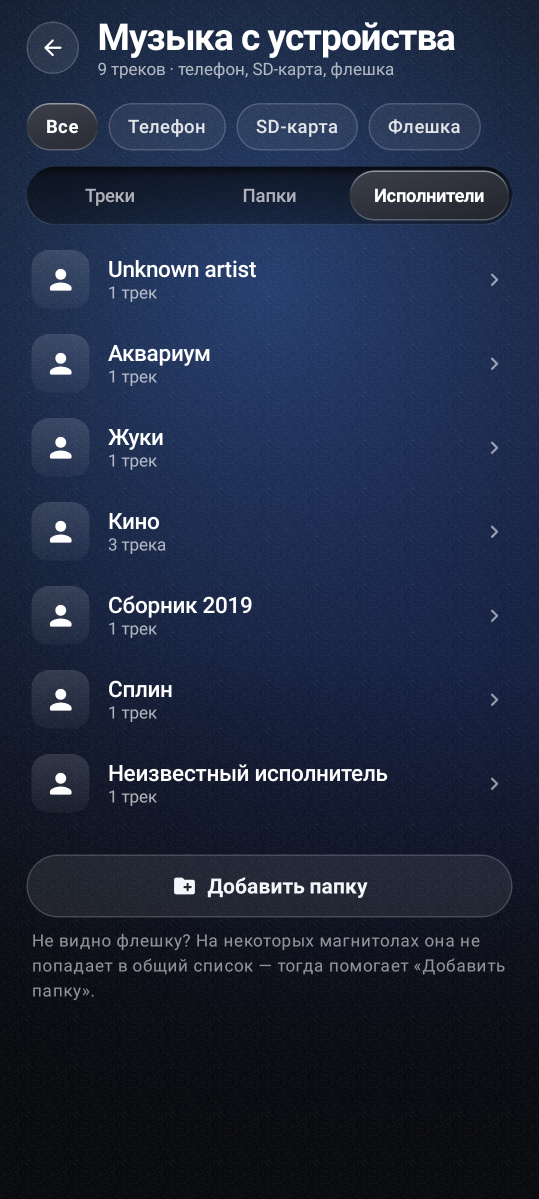 Музыка с устройства
9 треков · телефон, SD-карта, флешка
Все
Телефон
SD-карта
Флешка
Треки
Папки
Исполнители
Unknown artist
1 трек
Аквариум
1 трек
Жуки
1 трек
Кино
3 трека
Сборник 2019
1 трек
Сплин
1 трек
Неизвестный исполнитель
1 трек
Добавить папку
Не видно флешку? На некоторых магнитолах она не
попадает в общий список — тогда помогает «Добавить
папку».